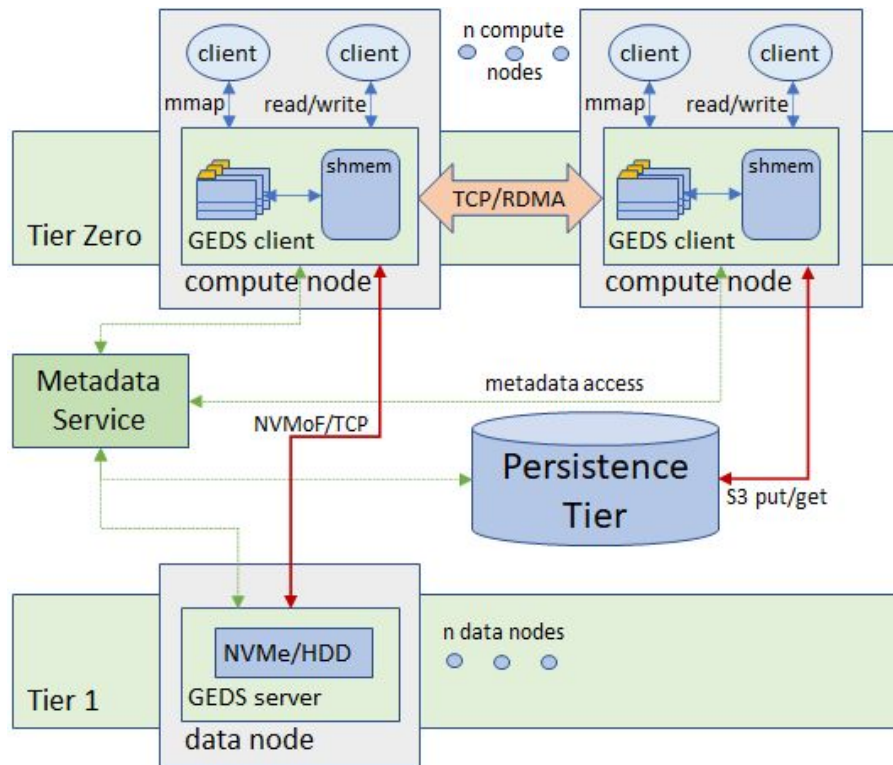 client
client
n compute
nodes
client
client
mmap
read/write
mmap
read/write
shmem
GEDS client
TCP/RDMA
shmem
GEDS client
Tier Zero
compute node
compute node
Metadata
Service
metadata access
NVMoF/TCP
Persistence
Tier
S3 put/get
n data nodes
NVMe/HDD
GEDS server
Tier 1
data node